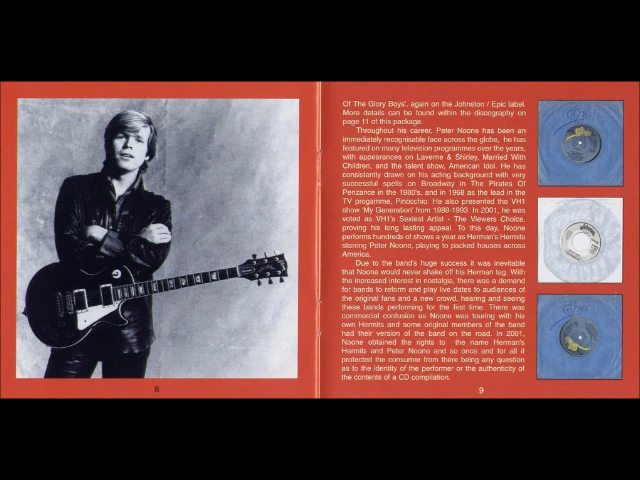 Of The Glory Boys', again on the Johnston / Epic label.
More details can be found within the discography on
page 11 of this package.
Throughout his career, Peter Noone has been an
immediately recognisable face across the globe, he has
featured on many television programmes over the years,
with appearances on Laverne & Shirley, Married With
Children, and the talent show, American Idol. He has
consistently drawn on his acting background with very
successful spells on Broadway in The Pirates Of
Penzance in the 1980's, and in 1968 as the lead in the
TV progamme, Pinocchio. He also presented the VH1
show 'My Generation' from 1989-1993. In 2001, he was
voted as VH1's Sexiest Artist - The Viewers Choice,
proving his long lasting appeal. To this day, Noone
performs hundreds of shows a year as Herman's Hermits
starring Peter Noone, playing to packed houses across
America.
Due to the band's huge success it was inevitable
that Noone would never shake off his Herman tag. With
the increased interest in nostalgia, there was a demand
for bands to reform and play live dates to audiences of
the original fans and a new crowd, hearing and seeing
these bands performing for the first time. There was
commercial confusion as Noone was touring with his
own Hermits and some original members of the band
had their version of the band on the road. In 2001,
Noone obtained the rights to the name Herman's
Hermits and Peter Noone and so once and for all it
protected the consumer from there being any question
as to the identity of the performer or the authenticity of
the contents of a CD compilation.
8
9